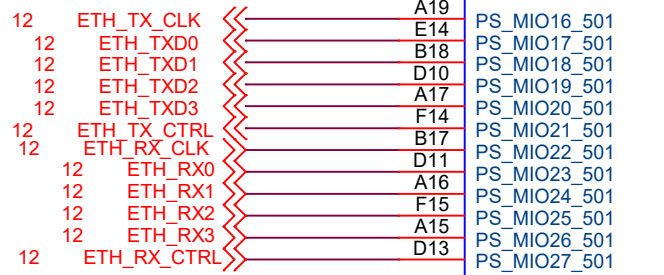 12 ETH_TX_CLK A19 PS_MIO16_501
12 ETH_TXD0 E14 PS_MIO17_501
12 ETH_TXD1 B18 PS_MIO18_501
12 ETH_TXD2 D10 PS_MIO19_501
12 ETH_TXD3 A17 PS_MIO20_501
12 ETH_TX_CTRL F14 PS_MIO21_501
12 ETH_RX_CLK B17 PS_MIO22_501
12 ETH_RX0 D11 PS_MIO23_501
12 ETH_RX1 A16 PS_MIO24_501
12 ETH_RX2 F15 PS_MIO25_501
12 ETH_RX3 A15 PS_MIO26_501
12 ETH_RX_CTRL D13 PS_MIO27_501